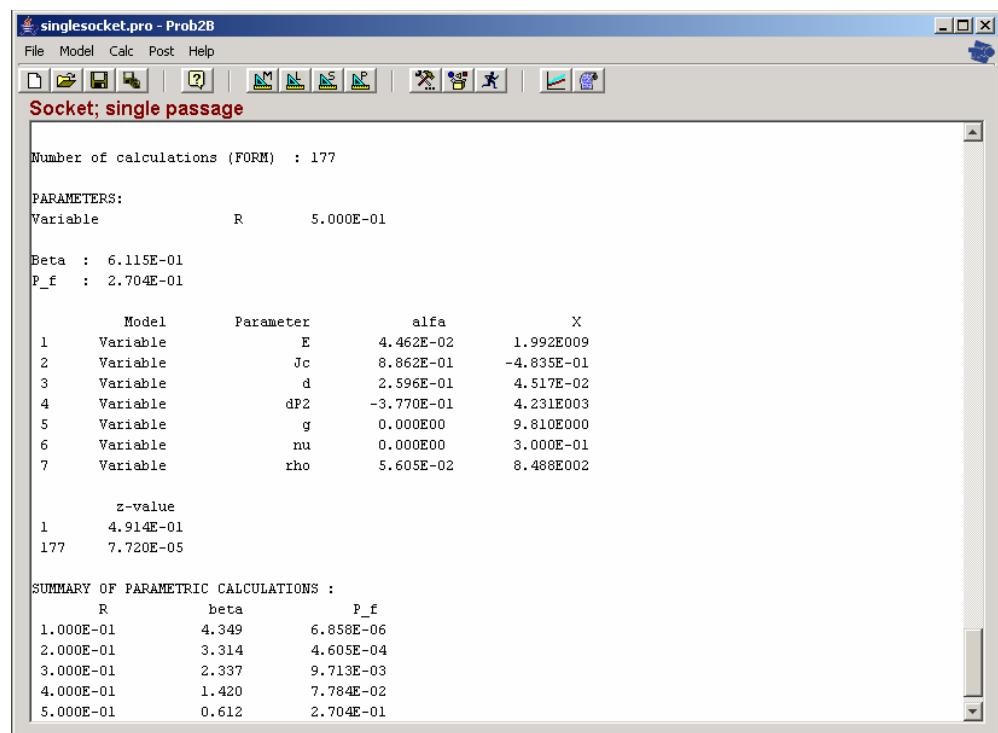 singlesocket.pro - Prob2B
File Model Calc Post Help
M L S P
Socket; single passage
Number of calculations (FORM) : 177
PARAMETERS:
Variable R 5.000E-01
Beta : 6.115E-01
P_f : 2.704E-01
Model Parameter alfa X
1 Variable E 4.462E-02 1.992E009
2 Variable Jc 8.862E-01 -4.835E-01
3 Variable d 2.596E-01 4.517E-02
4 Variable dP2 -3.770E-01 4.231E003
5 Variable g 0.000E00 9.810E000
6 Variable nu 0.000E00 3.000E-01
7 Variable rho 5.605E-02 8.488E002
z-value
1 4.914E-01
177 7.720E-05
SUMMARY OF PARAMETRIC CALCULATIONS :
R beta P_f
1.000E-01 4.349 6.858E-06
2.000E-01 3.314 4.605E-04
3.000E-01 2.337 9.713E-03
4.000E-01 1.420 7.784E-02
5.000E-01 0.612 2.704E-01